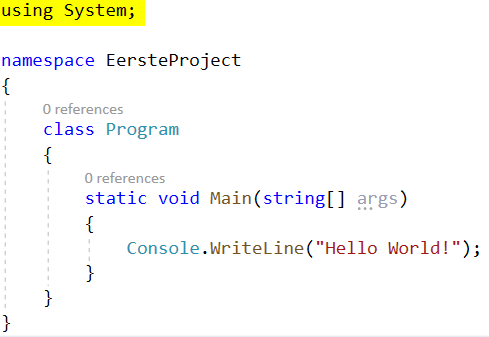 using System;
namespace EersteProject
{
0 references
class Program
{
0 references
static void Main(string[] args)
{
Console.WriteLine("Hello World!");
}
}
}